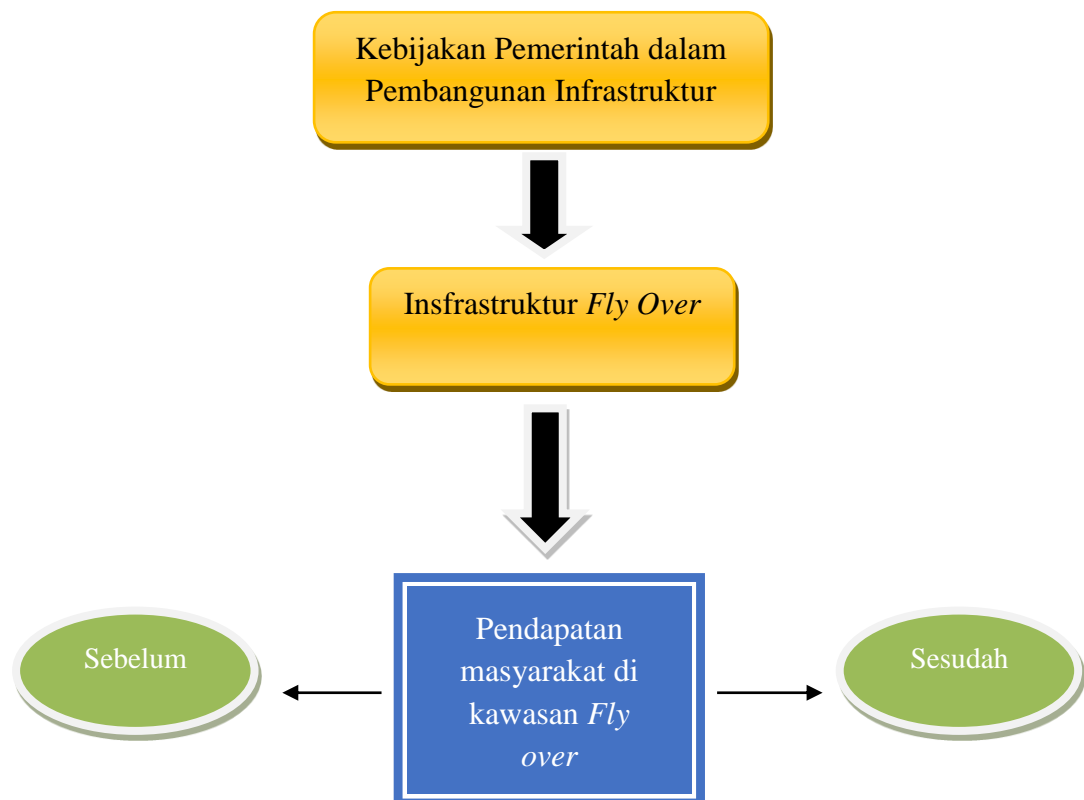 Kebijakan Pemerintah dalam
Pembangunan Infrastruktur
Insfrastruktur Fly Over
Sebelum
Pendapatan
masyarakat di
kawasan Fly
over
Sesudah